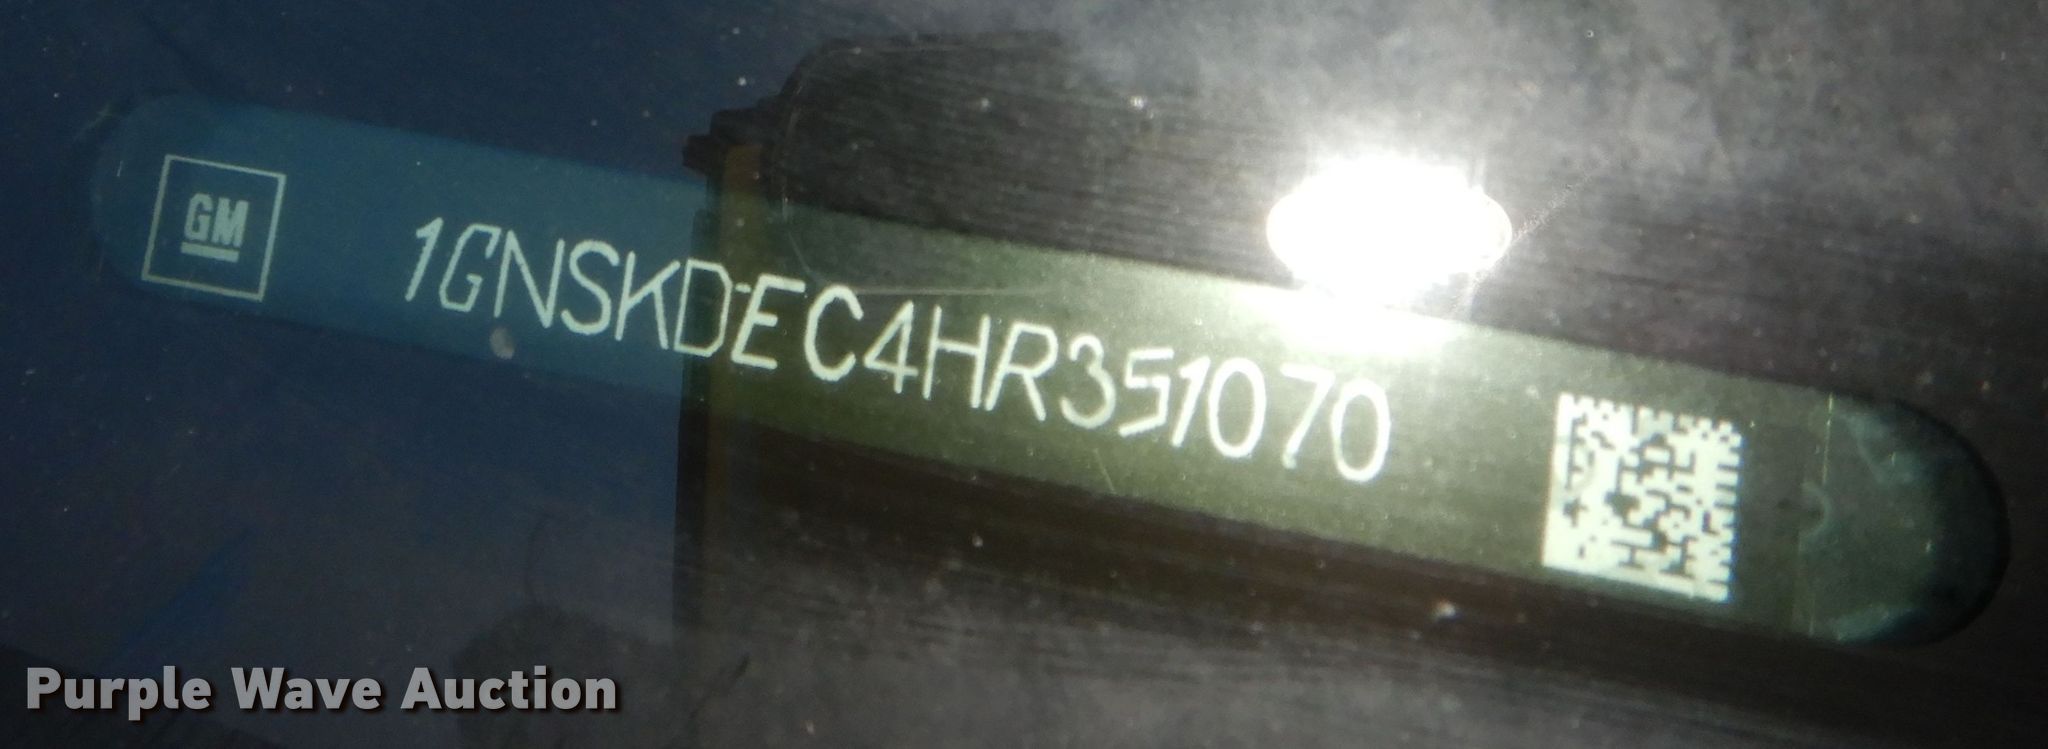 GM
1GNSKDEC4HR351070
Purple Wave Auction